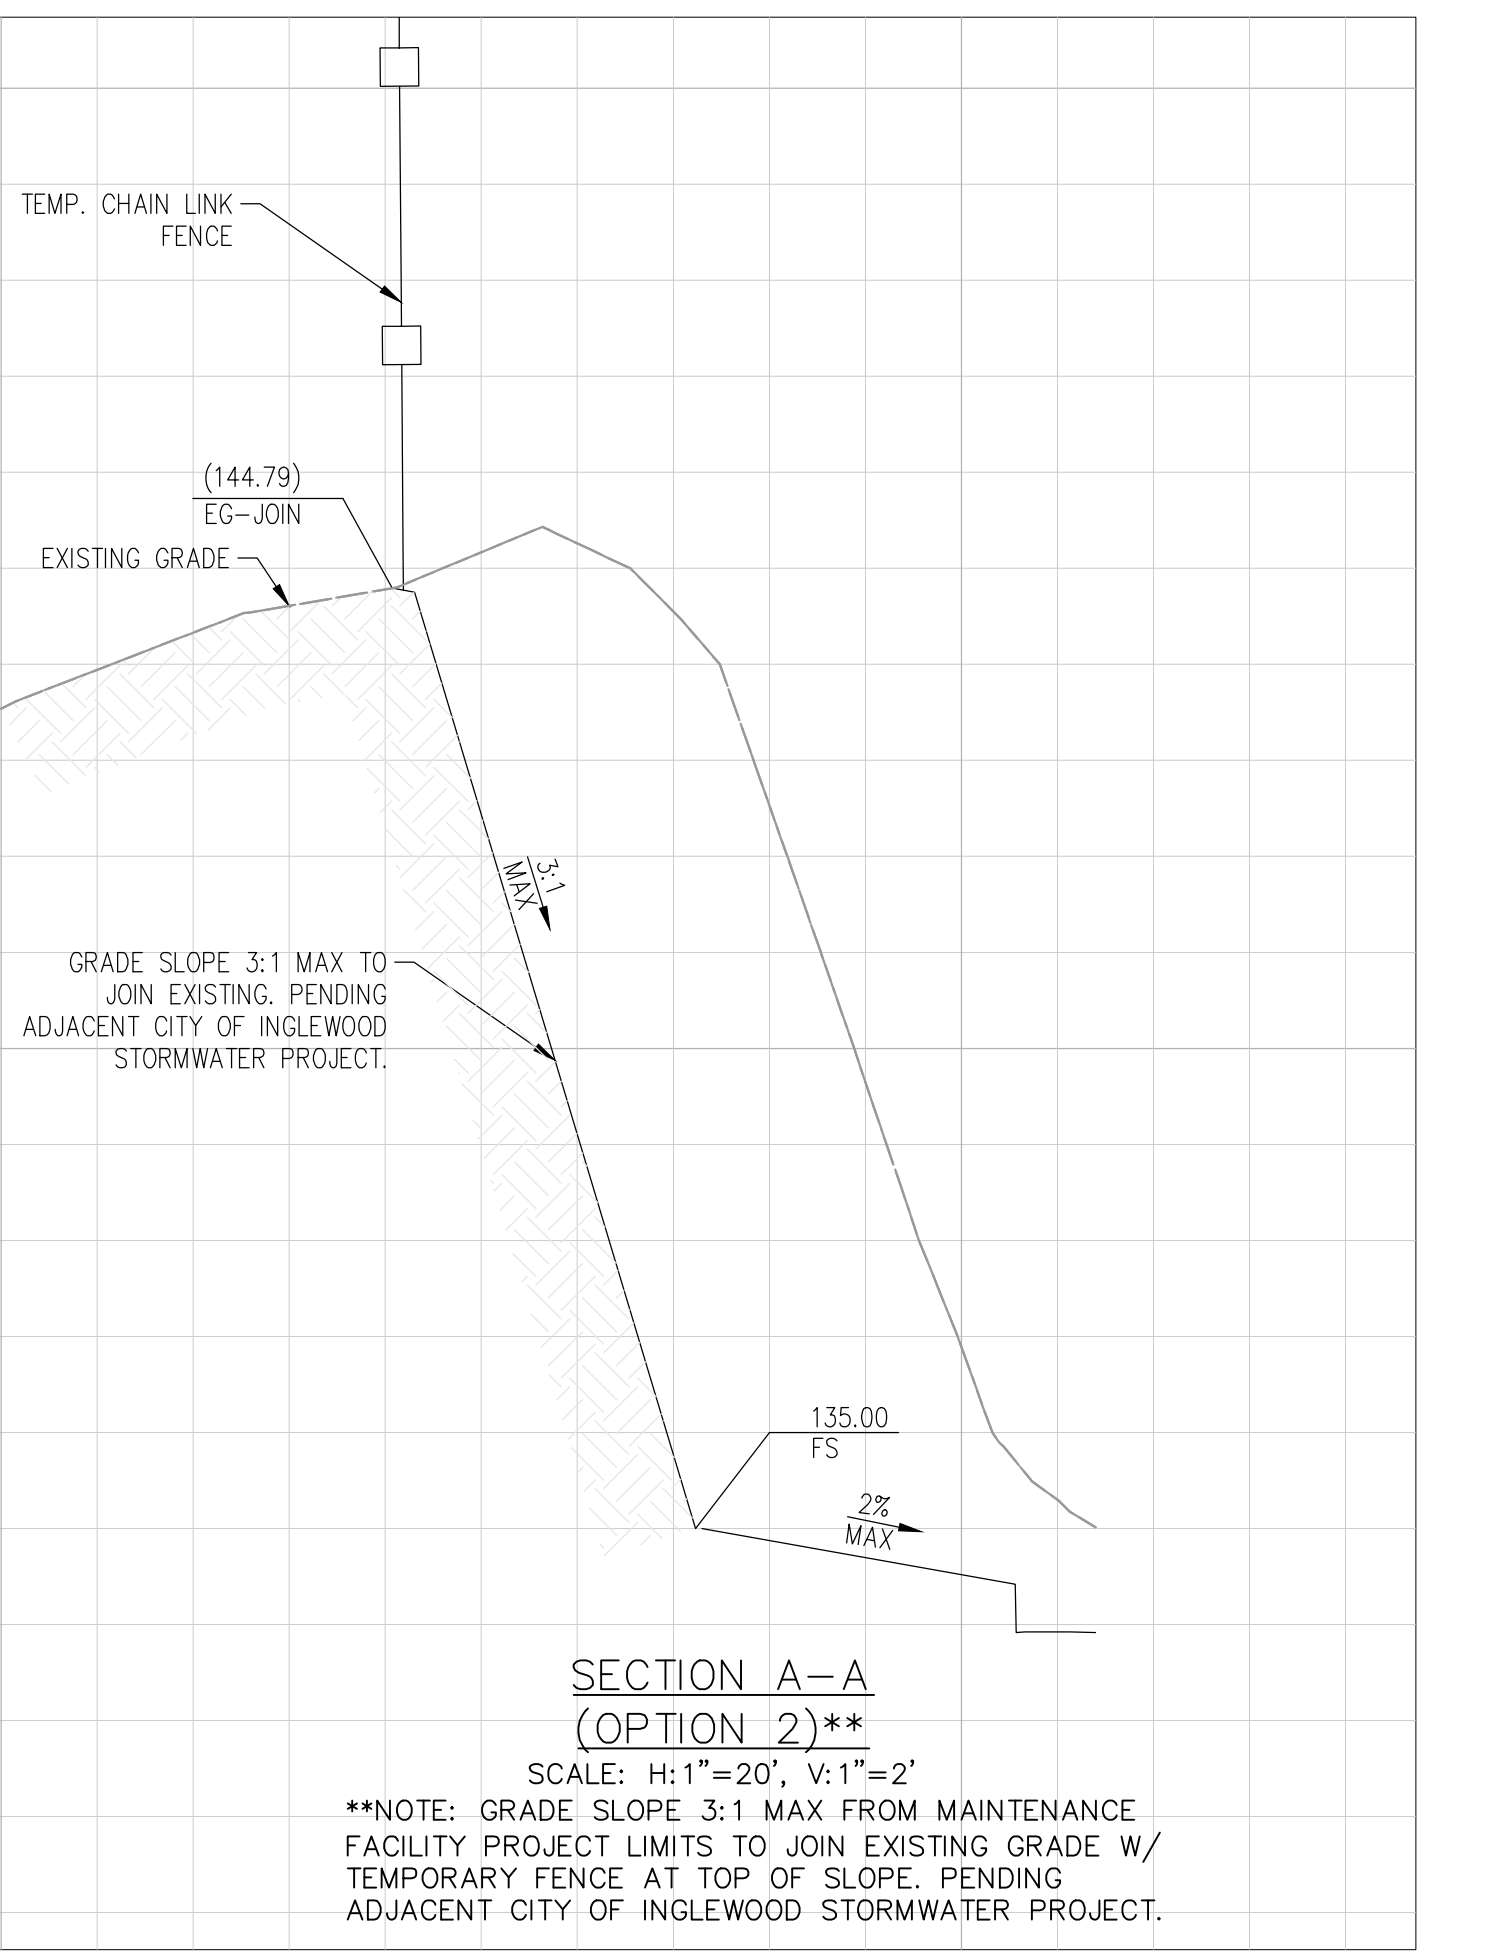 TEMP. CHAIN LINK
FENCE
(144.79)
EG-JOIN
EXISTING GRADE
3:1
MAX
GRADE SLOPE 3:1 MAX TO
JOIN EXISTING. PENDING
ADJACENT CITY OF INGLEWOOD
STORMWATER PROJECT.
135.00
FS
2%
MAX
SECTION A-A
(OPTION 2)**
SCALE: H:1"=20', V:1"=2'
**NOTE: GRADE SLOPE 3:1 MAX FROM MAINTENANCE
FACILITY PROJECT LIMITS TO JOIN EXISTING GRADE W/
TEMPORARY FENCE AT TOP OF SLOPE. PENDING
ADJACENT CITY OF INGLEWOOD STORMWATER PROJECT.